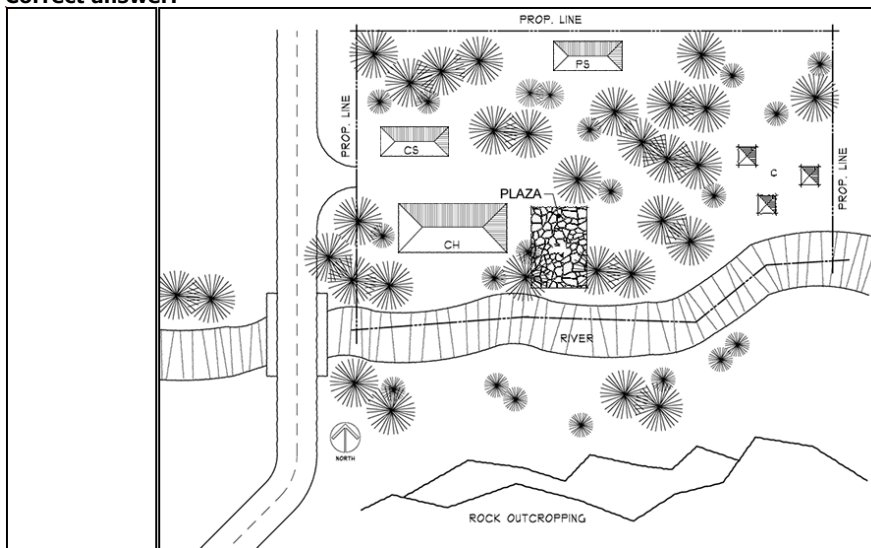 Correct answer:
PROP. LINE
PS
PROP. LINE
CS
C
PROP. LINE
PLAZA
CH
RIVER
NORTH
ROCK OUTCROPPING